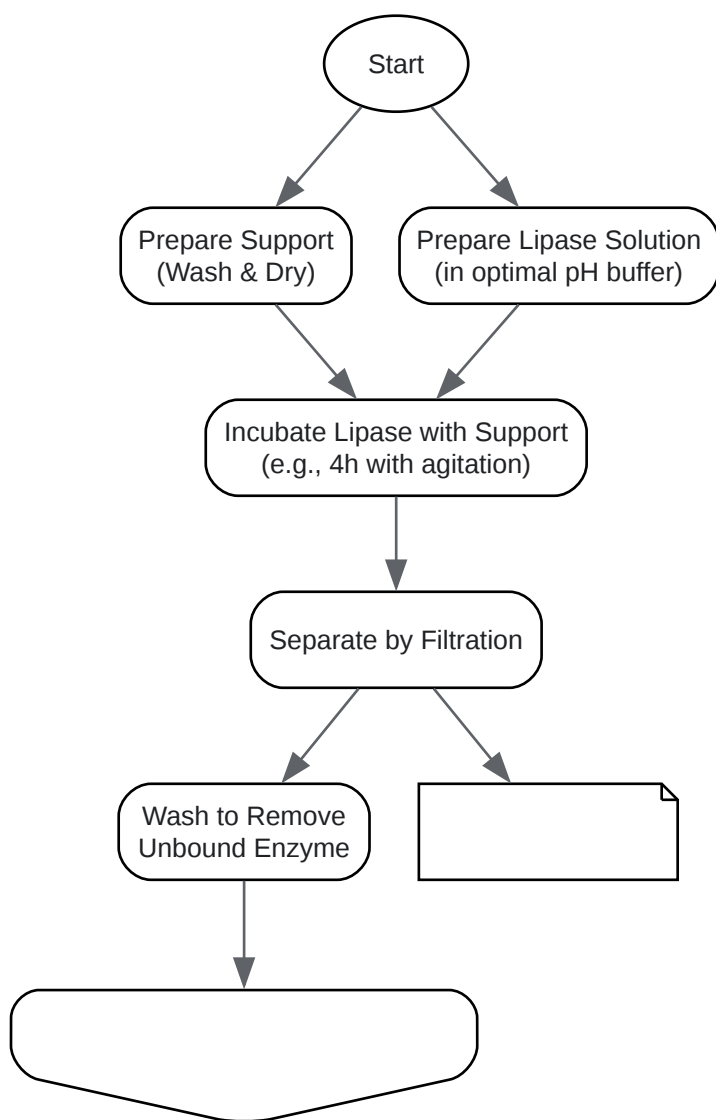 Start
Prepare Support
(Wash & Dry)
Prepare Lipase Solution
(in optimal pH buffer)
Incubate Lipase with Support
(e.g., 4h with agitation)
Separate by Filtration
Wash to Remove
Unbound Enzyme